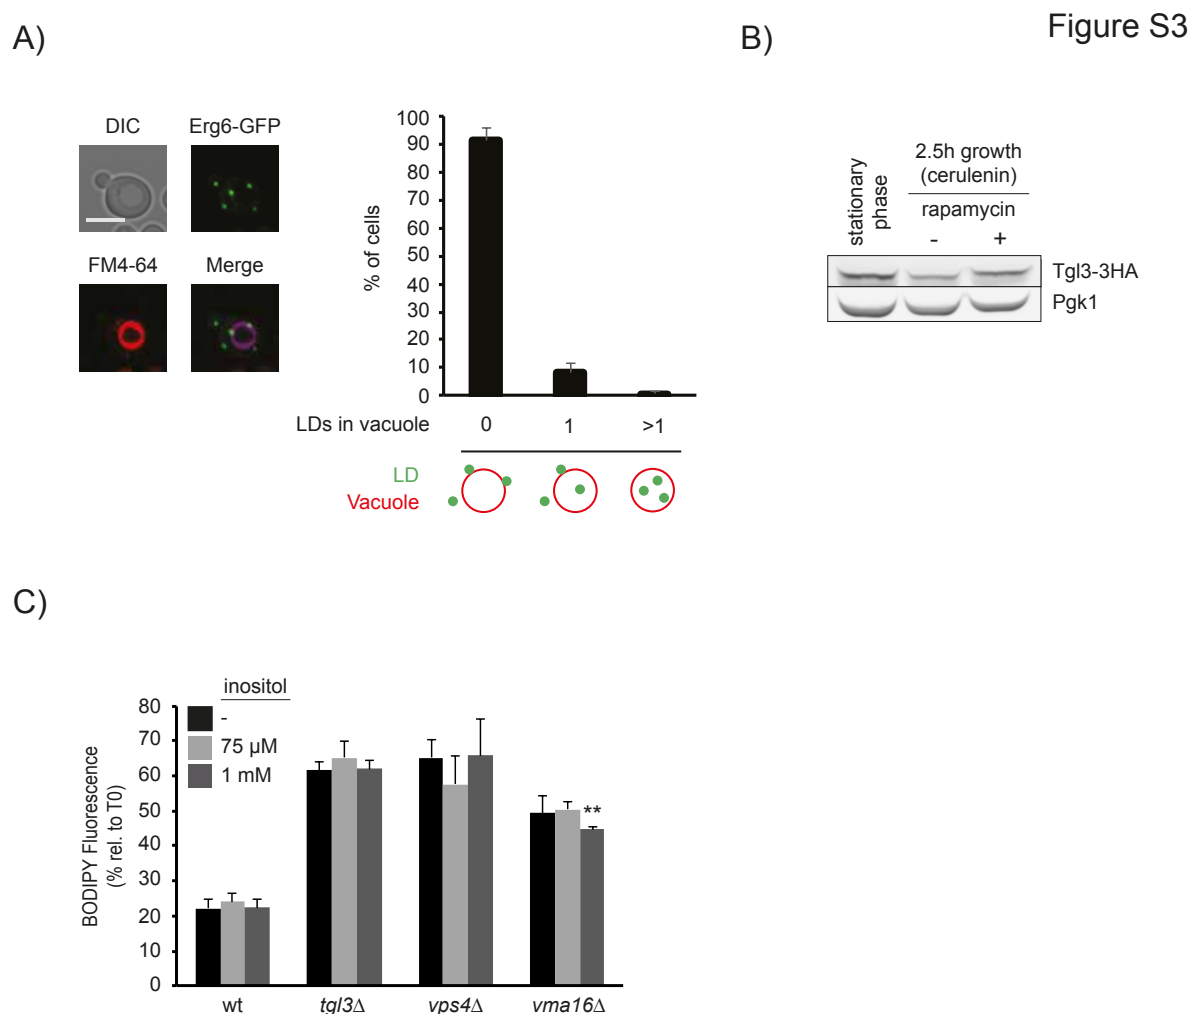 Figure S3
A)
DIC Erg6-GFP
FM4-64 Merge
% of cells
100
90
80
70
60
50
40
30
20
10
0
LDs in vacuole 0 1 >1
LD
Vacuole
B)
stationary
phase
2.5h growth
(cerulenin)
rapamycin
- +
Tgl3-3HA
Pgk1
C)
inositol
-
75 µM
1 mM
BODIPY Fluorescence
(% rel. to T0)
80
70
60
50
40
30
20
10
0
**
wt tgl3Δ vps4Δ vma16Δ